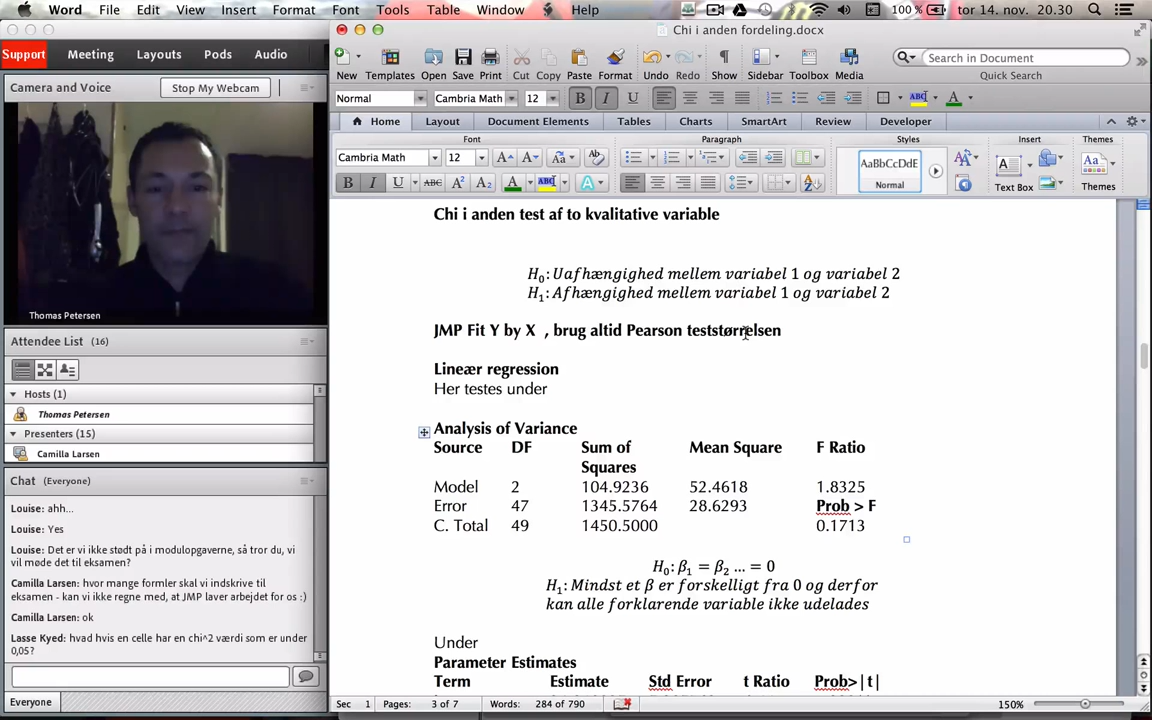 Word File Edit View Insert Format Font Tools Table Window Help 100 % tor 14. nov. 20.30
Support Meeting Layouts Pods Audio
Camera and Voice Stop My Webcam
Thomas Petersen
Attendee List (16)
Hosts (1)
Thomas Petersen
Presenters (15)
Camilla Larsen
Chat (Everyone)
Louise: ahh...
Louise: Yes
Louise: Det er vi ikke stødt på i modulopgaverne, så tror du, vi
vil møde det til eksamen?
Camilla Larsen: hvor mange formler skal vi indskrive til
eksamen - kan vi ikke regne med, at JMP laver arbejdet for os :)
Camilla Larsen: ok
Lasse Kyed: hvad hvis en celle har en chi^2 værdi som er under
0,05?
Everyone
Chi i anden fordeling.docx
Search in Document
New Templates Open Save Print Cut Copy Paste Format Undo Redo Show Sidebar Toolbox Media Quick Search
Normal Cambria Math 12 B I U ABC A
Home Layout Document Elements Tables Charts SmartArt Review Developer
Font Paragraph Styles Insert Themes
Cambria Math 12 A A Aa AaBbCcDdE A Aa
B I U ABC A² A₂ A ABC A Normal Text Box Themes
Chi i anden test af to kvalitative variable
H₀: Uafhængighed mellem variabel 1 og variabel 2
H₁: Afhængighed mellem variabel 1 og variabel 2
JMP Fit Y by X , brug altid Pearson teststørrelsen
Lineær regression
Her testes under
Analysis of Variance
Source DF Sum of Squares Mean Square F Ratio
Model 2 104.9236 52.4618 1.8325
Error 47 1345.5764 28.6293 Prob > F
C. Total 49 1450.5000 0.1713
H₀: β₁ = β₂ ... = 0
H₁: Mindst et β er forskelligt fra 0 og derfor
kan alle forklarende variable ikke udelades
Under
Parameter Estimates
Term Estimate Std Error t Ratio Prob>|t|
Sec 1 Pages: 3 of 7 Words: 284 of 790 150%